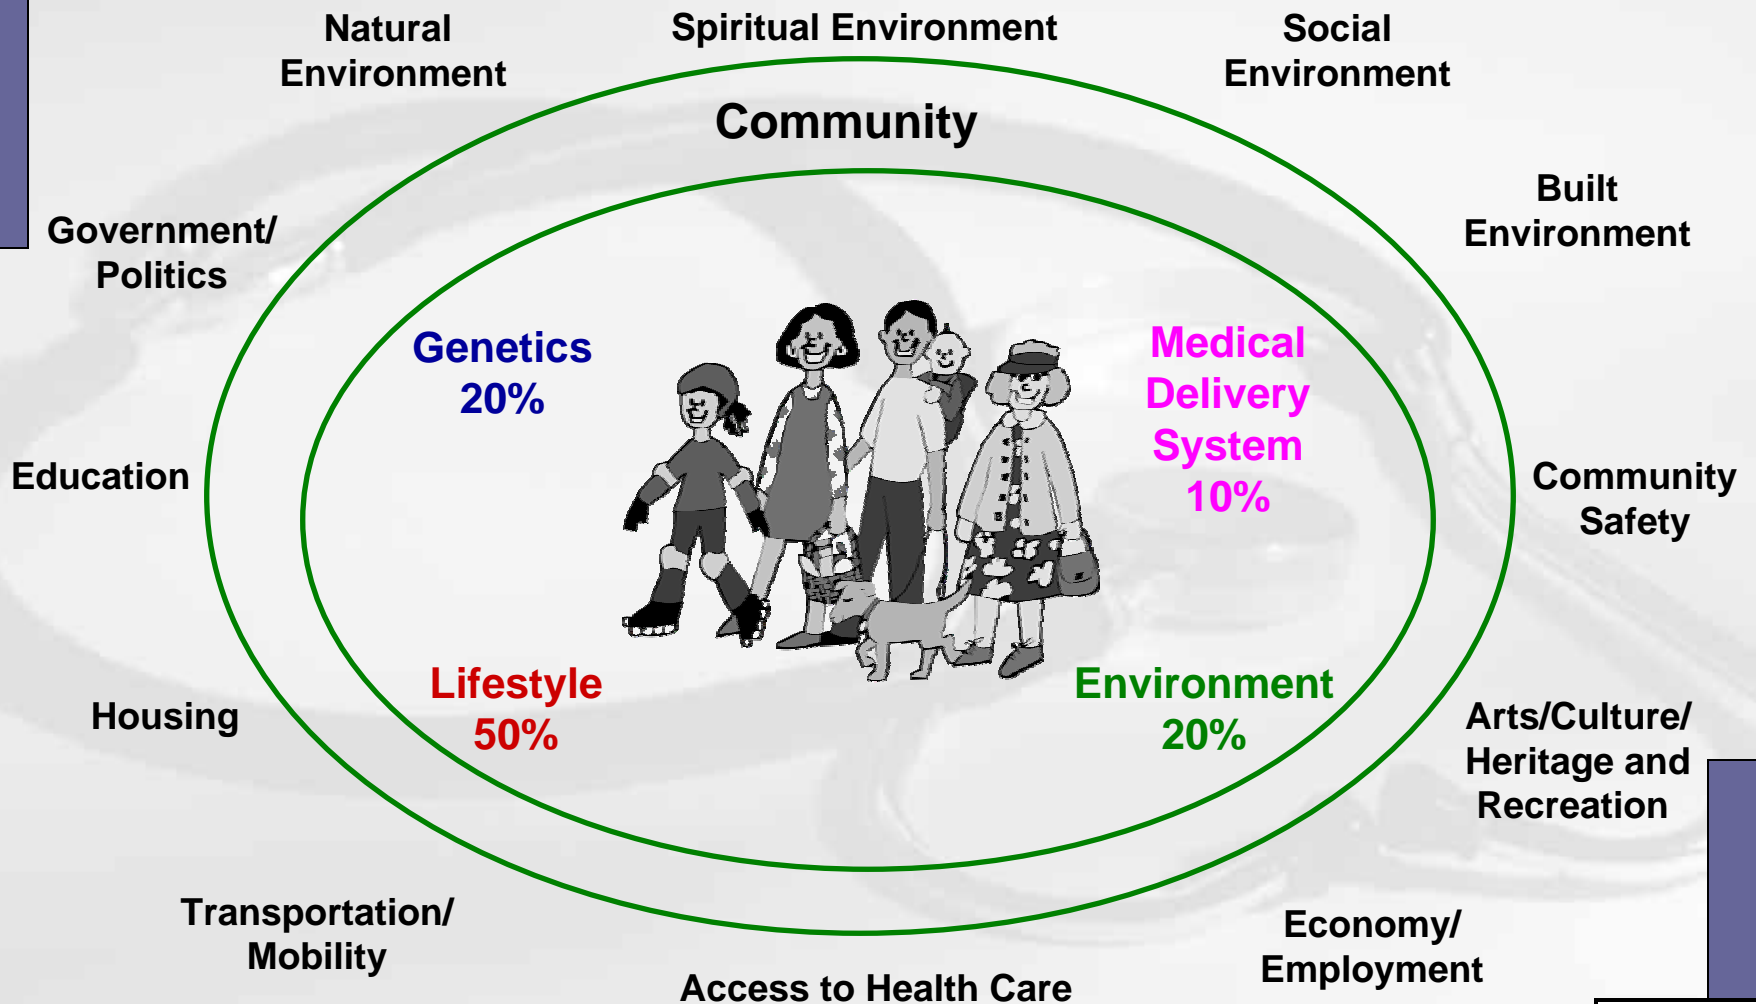 Natural
Environment
Spiritual Environment
Social
Environment
Community
Built
Environment
Government/
Politics
Genetics
20%
Medical
Delivery
System
10%
Education
Community
Safety
Lifestyle
50%
Environment
20%
Housing
Arts/Culture/
Heritage and
Recreation
Transportation/
Mobility
Economy/
Employment
Access to Health Care